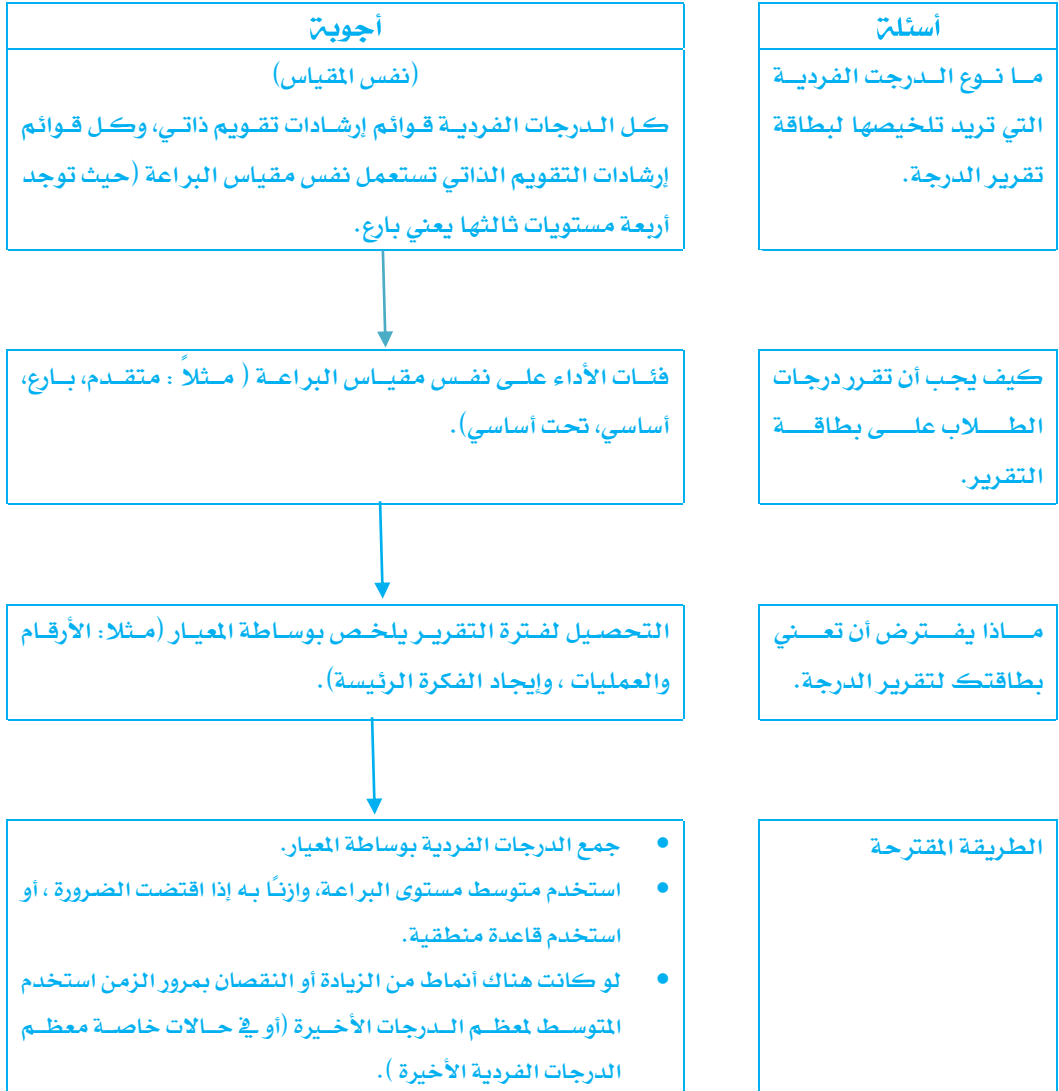 أسئلة
أجوبة
ما نوع الدرجت الفردية
التي تريد تلخيصها لبطاقة
تقرير الدرجة.
(نفس المقياس)
كل الدرجات الفردية قوائم إرشادات تقويم ذاتي، وكل قوائم
إرشادات التقويم الذاتي تستعمل نفس مقياس البراعة (حيث توجد
أربعة مستويات ثالثها يعني بارع.
كيف يجب أن تقرر درجات
الطلاب على بطاقة
التقرير.
فئات الأداء على نفس مقياس البراعة ( مثلاً : متقدم، بارع،
أساسي، تحت أساسي).
ماذا يفترض أن تعني
بطاقتك لتقرير الدرجة.
التحصيل لفترة التقرير يلخص بوساطة المعيار (مثلا: الأرقام
والعمليات ، وإيجاد الفكرة الرئيسة).
الطريقة المقترحة
• جمع الدرجات الفردية بوساطة المعيار.
• استخدم متوسط مستوى البراعة، وازنًا به إذا اقتضت الضرورة ، أو
استخدم قاعدة منطقية.
• لو كانت هناك أنماط من الزيادة أو النقصان بمرور الزمن استخدم
المتوسط لمعظم الدرجات الأخيرة (أو في حالات خاصة معظم
الدرجات الفردية الأخيرة ).